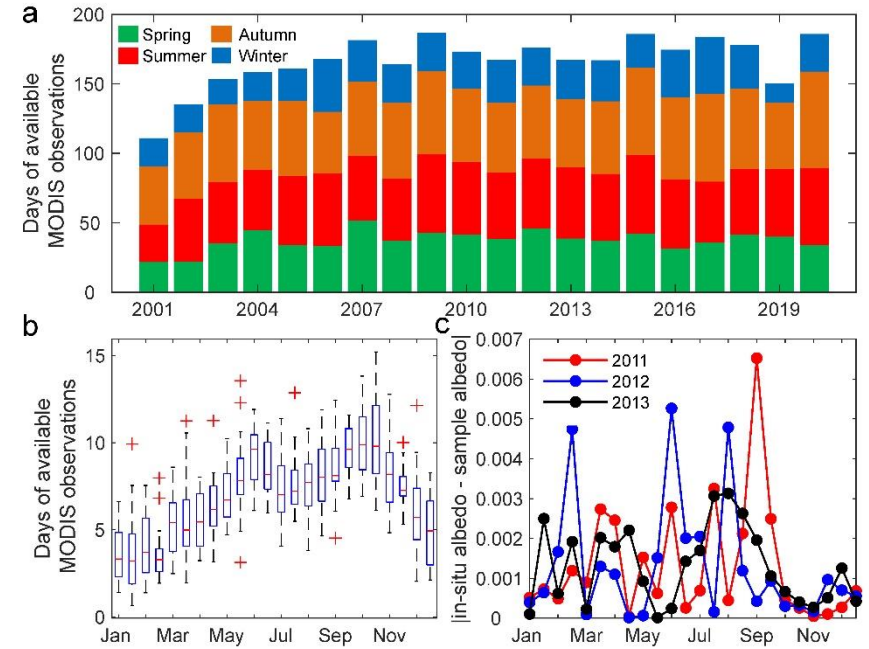 a
200
150
100
50
0
Days of available
MODIS observations
Spring
Autumn
Summer
Winter
2001
2004
2007
2010
2013
2016
2019
b
15
10
5
0
Days of available
MODIS observations
Jan
Mar
May
Jul
Sep
Nov
c
0.007
0.006
0.005
0.004
0.003
0.002
0.001
0
|in-situ albedo - sample albedo|
2011
2012
2013
Jan
Mar
May
Jul
Sep
Nov